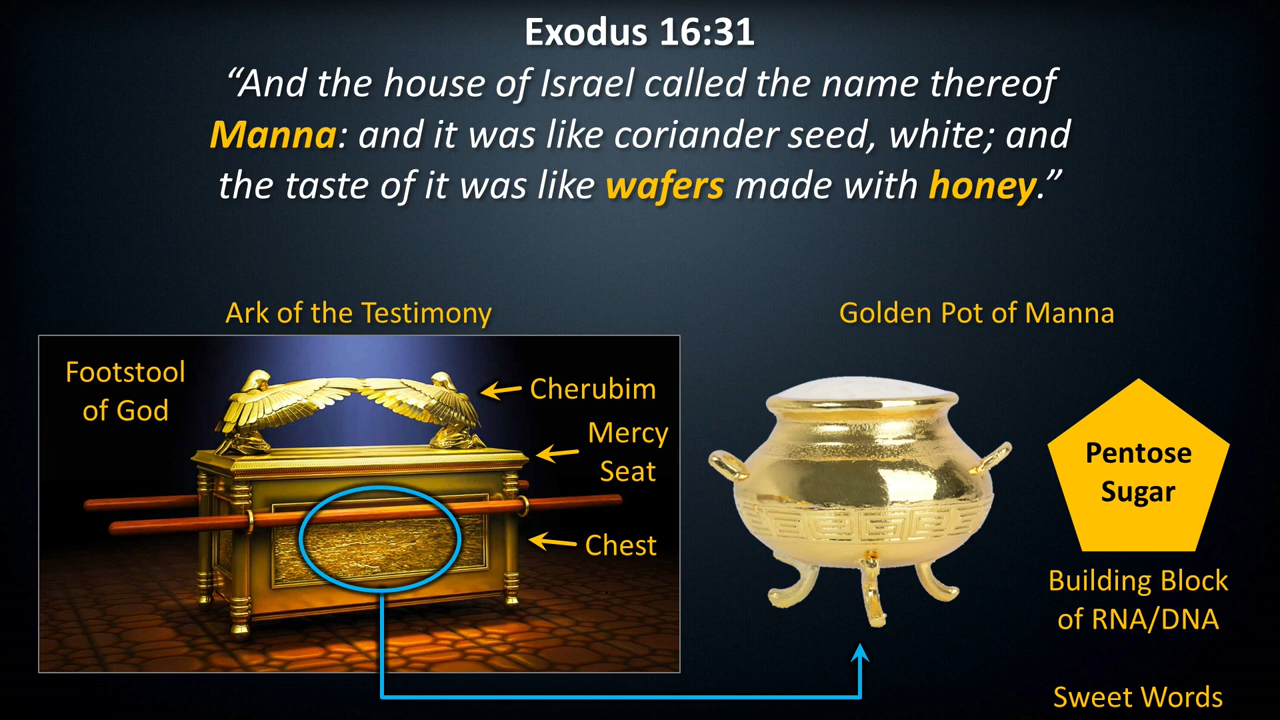 Exodus 16:31
“And the house of Israel called the name thereof
Manna: and it was like coriander seed, white; and
the taste of it was like wafers made with honey.”
Ark of the Testimony
Footstool
of God
Cherubim
Mercy
Seat
Chest
Golden Pot of Manna
Pentose
Sugar
Building Block
of RNA/DNA
Sweet Words